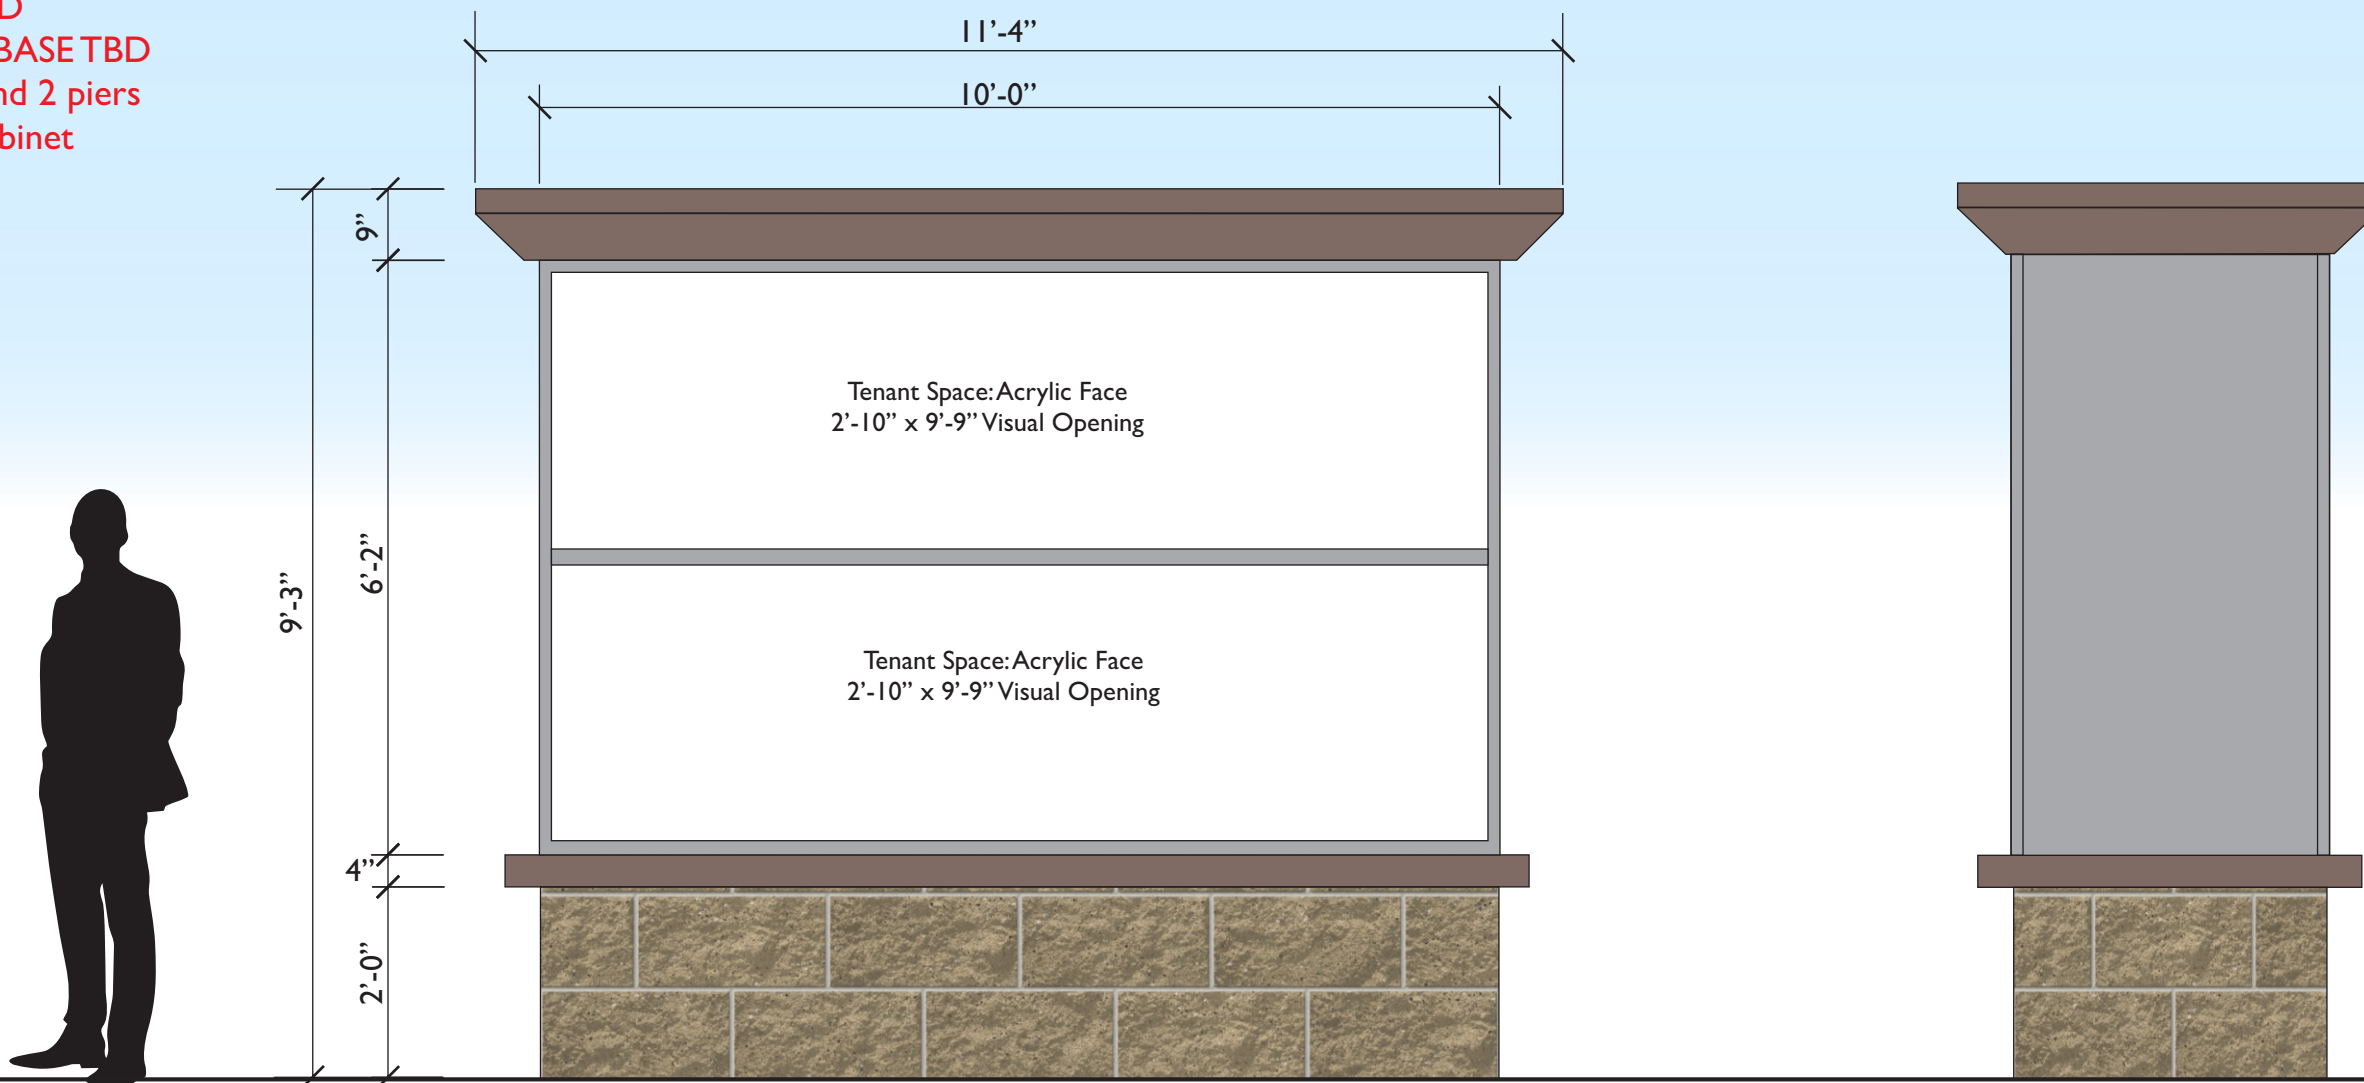 D
BASE TBD
nd 2 piers
binet
11’-4”
10’-0”
9”
6’-2”
9’-3”
4”
2’-0”
Tenant Space: Acrylic Face
2’-10” x 9’-9” Visual Opening
Tenant Space: Acrylic Face
2’-10” x 9’-9” Visual Opening